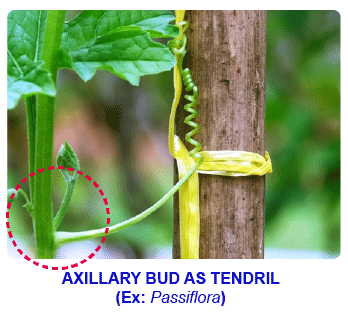 AXILLARY BUD AS TENDRIL
(Ex: Passiflora)